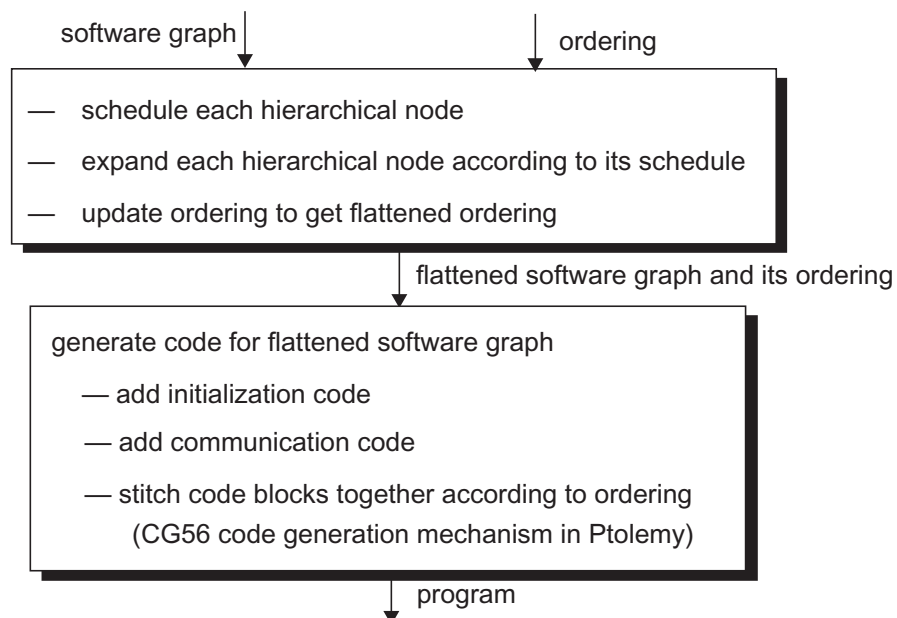 software graph
ordering
— schedule each hierarchical node
— expand each hierarchical node according to its schedule
— update ordering to get flattened ordering
flattened software graph and its ordering
generate code for flattened software graph
— add initialization code
— add communication code
— stitch code blocks together according to ordering
(CG56 code generation mechanism in Ptolemy)
program